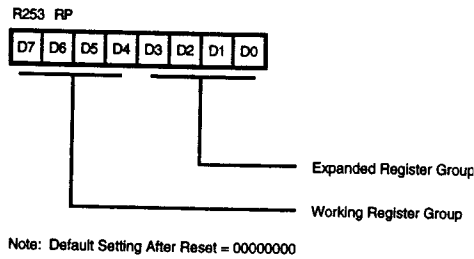 R253 RP
D7 D6 D5 D4 D3 D2 D1 D0
Expanded Register Group
Working Register Group
Note: Default Setting After Reset = 00000000